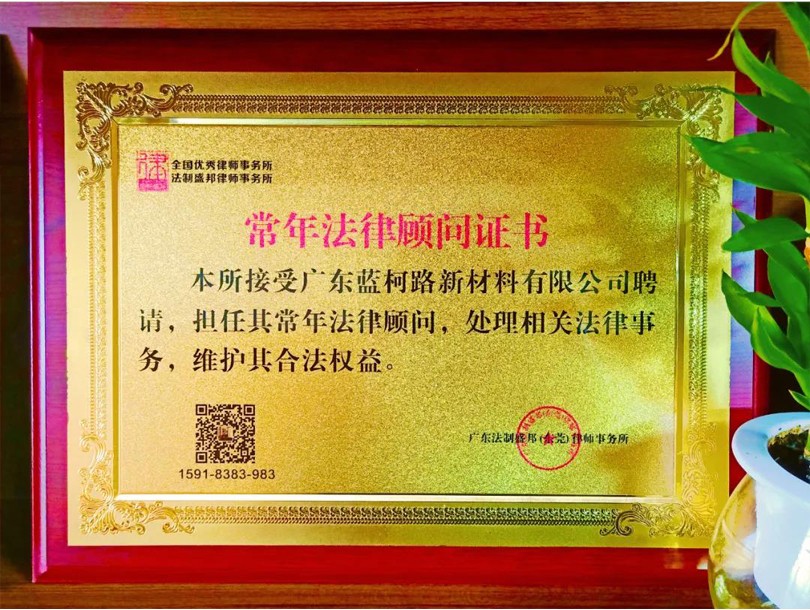 全国优秀律师事务所
法制盛邦律师事务所
常年法律顾问证书
本所接受广东蓝柯路新材料有限公司聘
请，担任其常年法律顾问，处理相关法律事
务，维护其合法权益。
广东法制盛邦(东莞)律师事务所
1591-8383-983